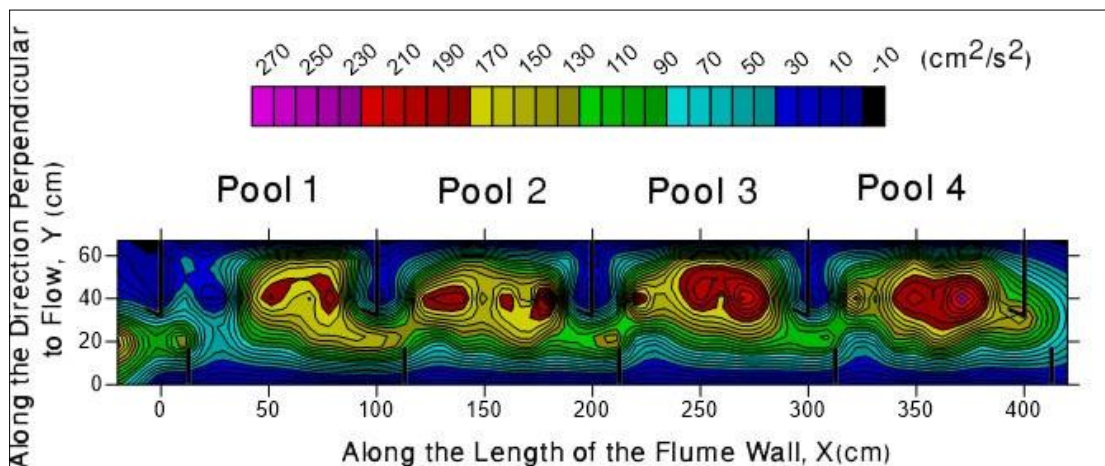 Along the Direction Perpendicular
to Flow, Y (cm)
270 250 230 210 190 170 150 130 110 90 70 50 30 10 -10 (cm2/s2)
Pool 1 Pool 2 Pool 3 Pool 4
60
40
20
0
0 50 100 150 200 250 300 350 400
Along the Length of the Flume Wall, X(cm)